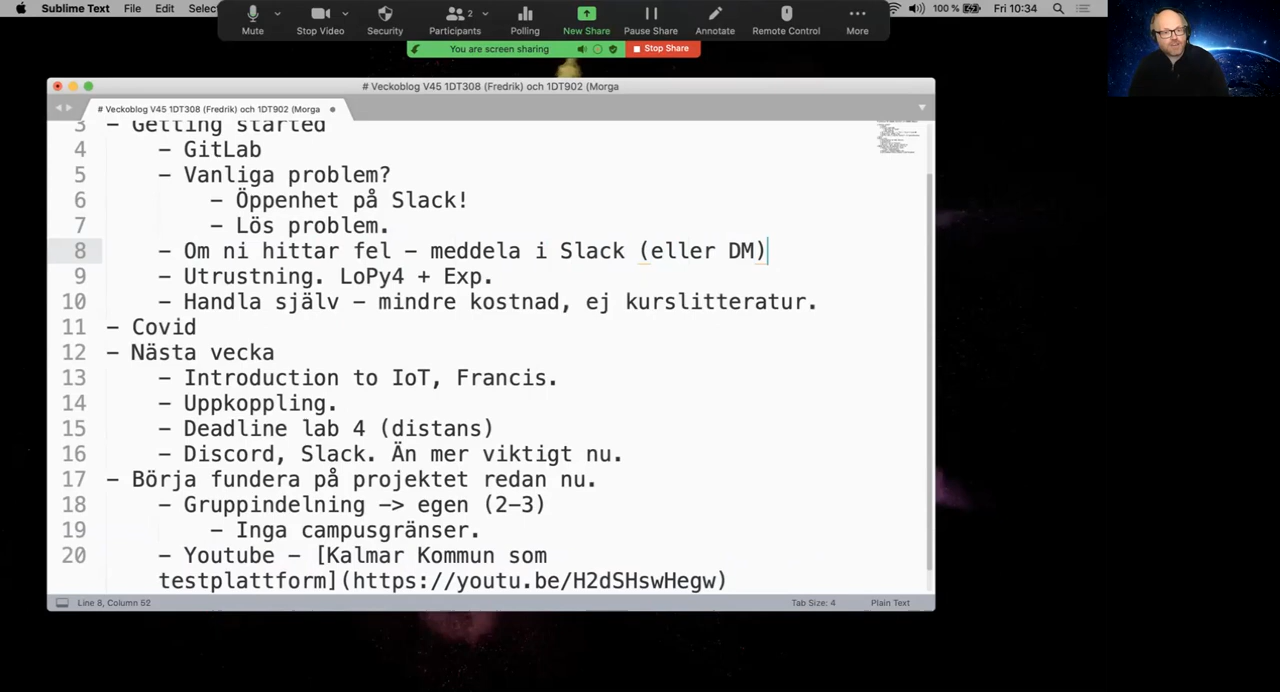 Sublime Text File Edit Selec
100 % Fri 10:34
Mute Stop Video Security Participants 2 Polling New Share Pause Share Annotate Remote Control More
You are screen sharing Stop Share
# Veckoblog V45 1DT308 (Fredrik) och 1DT902 (Morga
# Veckoblog V45 1DT308 (Fredrik) och 1DT902 (Morga
3 - Getting started
4 - GitLab
5 - Vanliga problem?
6 - Öppenhet på Slack!
7 - Lös problem.
8 - Om ni hittar fel - meddela i Slack (eller DM)
9 - Utrustning. LoPy4 + Exp.
10 - Handla själv - mindre kostnad, ej kurslitteratur.
11 - Covid
12 - Nästa vecka
13 - Introduction to IoT, Francis.
14 - Uppkoppling.
15 - Deadline lab 4 (distans)
16 - Discord, Slack. Än mer viktigt nu.
17 - Börja fundera på projektet redan nu.
18 - Gruppindelning -> egen (2-3)
19 - Inga campusgränser.
20 - Youtube - [Kalmar Kommun som
testplattform](https://youtu.be/H2dSHswHegw)
Line 8, Column 52 Tab Size: 4 Plain Text